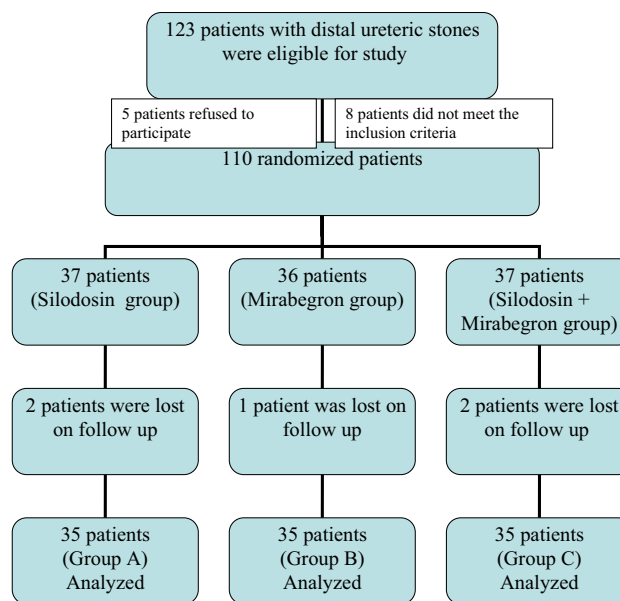 123 patients with distal ureteric stones
were eligible for study
5 patients refused to
participate
8 patients did not meet the
inclusion criteria
110 randomized patients
37 patients
(Silodosin group)
36 patients
(Mirabegron group)
37 patients
(Silodosin +
Mirabegron group)
2 patients were lost
on follow up
1 patient was lost on
follow up
2 patients were lost
on follow up
35 patients
(Group A)
Analyzed
35 patients
(Group B)
Analyzed
35 patients
(Group C)
Analyzed